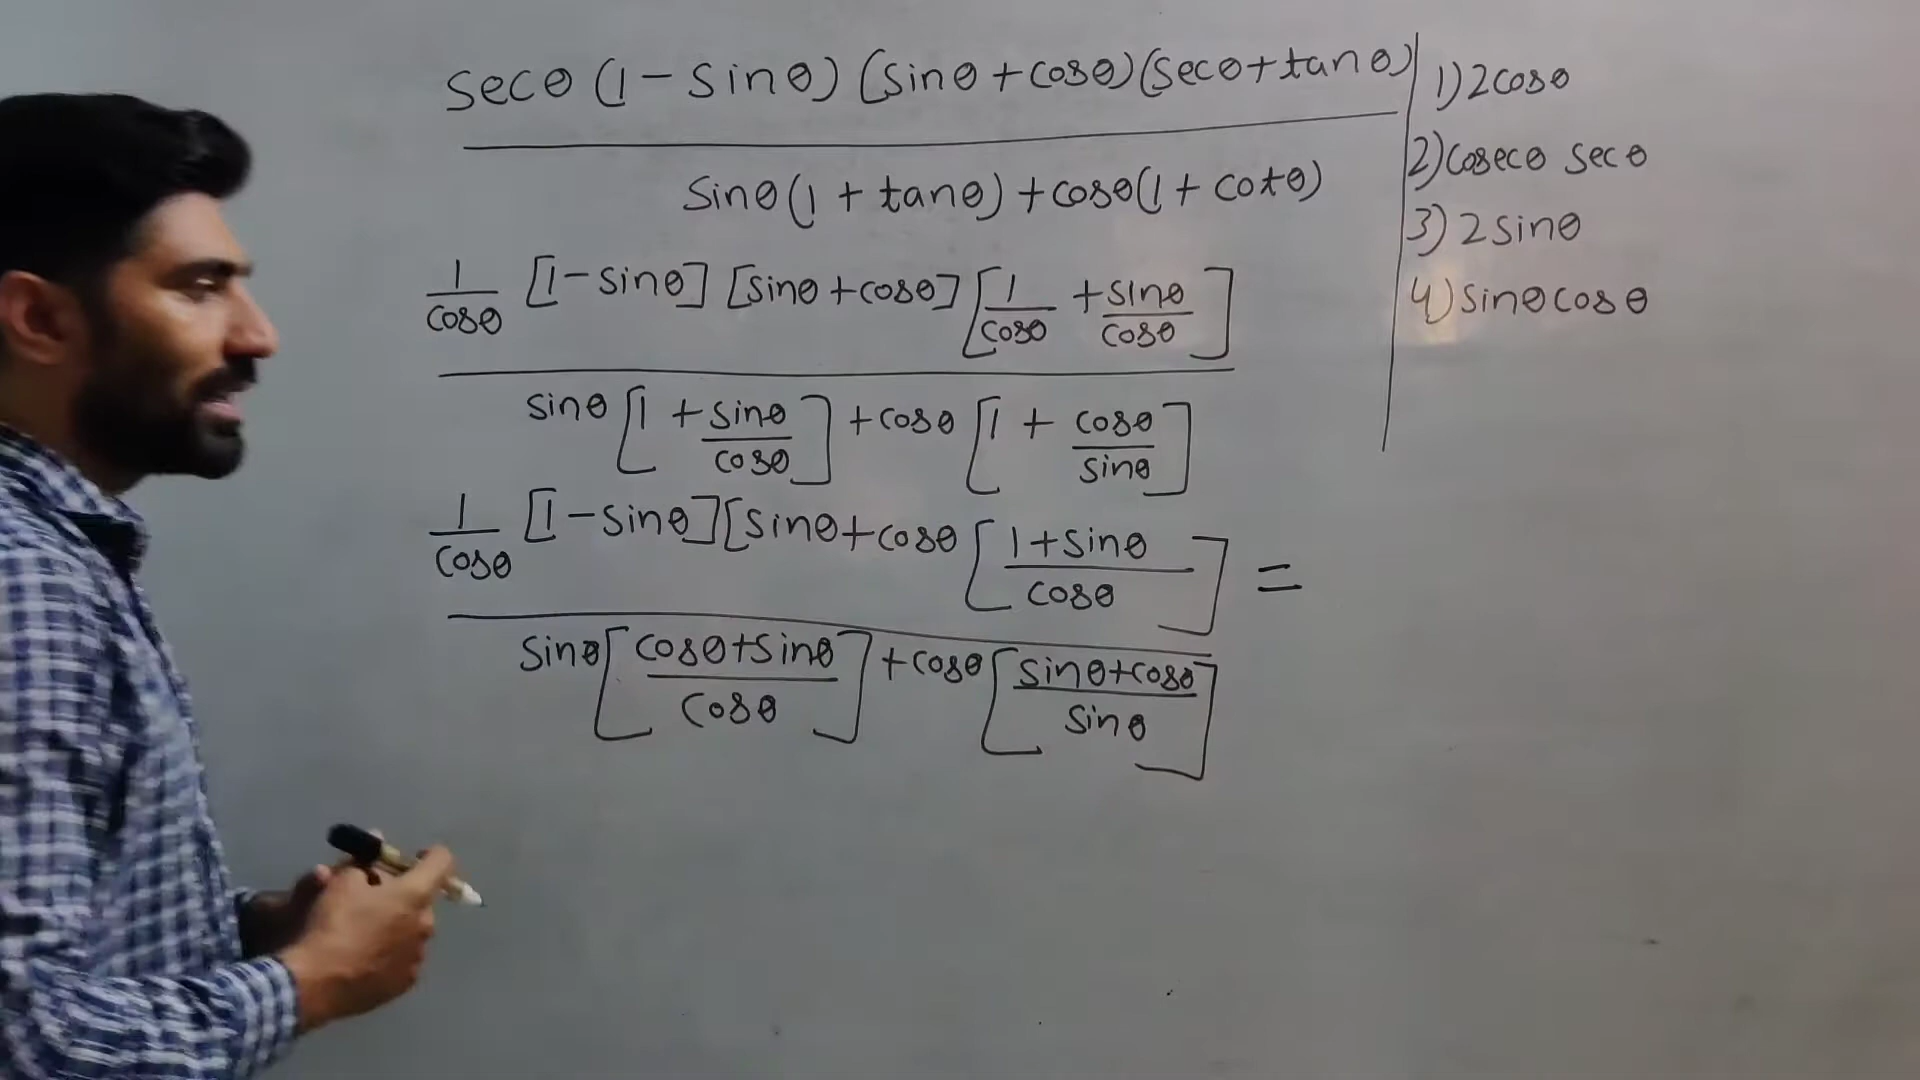 secθ (1 - sinθ) (sinθ + cosθ)(secθ + tanθ)
sinθ(1 + tanθ) + cosθ(1 + cotθ)
1/cosθ [1 - sinθ] [sinθ + cosθ] [1/cosθ + sinθ/cosθ]
sinθ [1 + sinθ/cosθ] + cosθ [1 + cosθ/sinθ]
1/cosθ [1 - sinθ][sinθ + cosθ [1 + sinθ/cosθ] =
sinθ [cosθ + sinθ/cosθ] + cosθ [sinθ + cosθ/sinθ]
1) 2cosθ
2) cosecθ secθ
3) 2 sinθ
4) sinθ cosθ